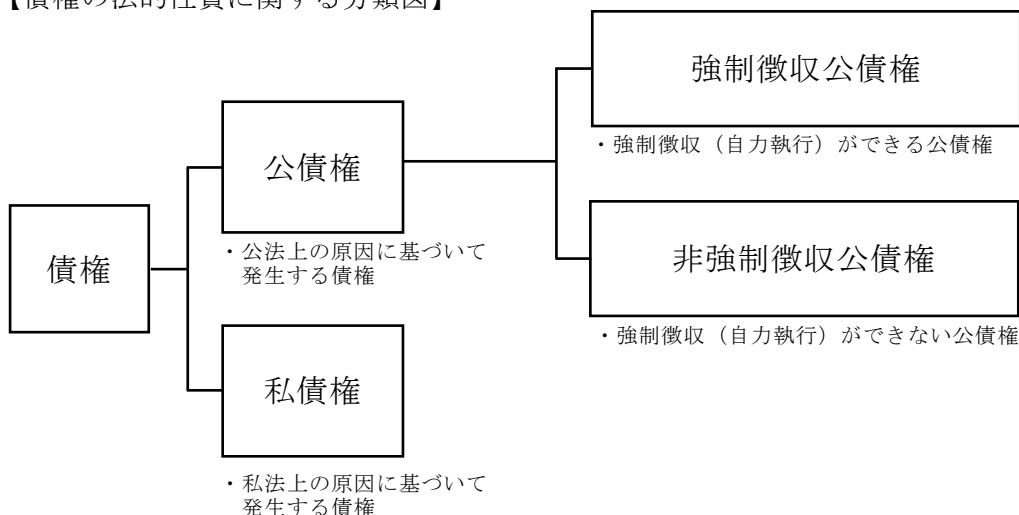 【債権の法的性質に関する分類図】
強制徴収公債権
・強制徴収（自力執行）ができる公債権
公債権
・公法上の原因に基づいて
発生する債権
債権
非強制徴収公債権
・強制徴収（自力執行）ができない公債権
私債権
・私法上の原因に基づいて
発生する債権